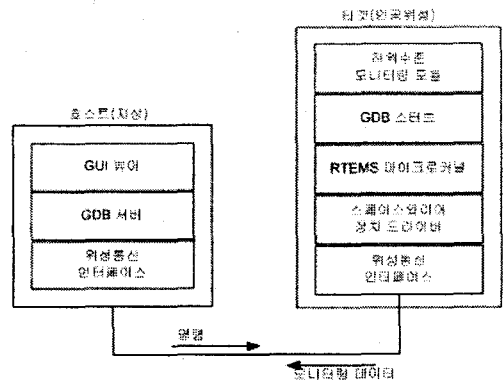 타겟(인공위성)
하위수준
모니터링 모듈
GDB 스터브
RTEMS 마이크로커널
스페이스와이어
장치 드라이버
위성통신
인터페이스
호스트(지상)
GUI 뷰어
GDB 서버
위성통신
인터페이스
명령
모니터링 데이터